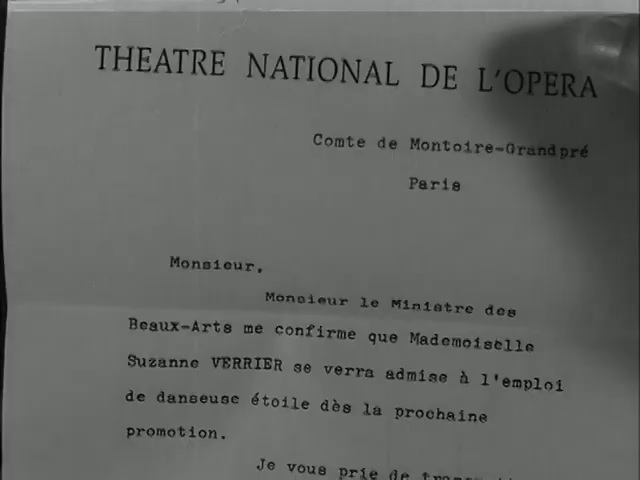 THEATRE NATIONAL DE L'OPERA
Comte de Montoire-Grandpré
Paris
Monsieur,
Monsieur le Ministre des
Beaux-Arts me confirme que Mademoiselle
Suzanne VERRIER se verra admise à l'emploi
de danseuse étoile dès la prochaine
promotion.
Je vous prie de